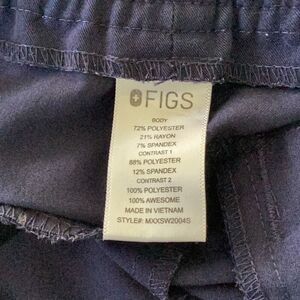 FIGS
BODY
72% POLYESTER
21% RAYON
7% SPANDEX
CONTRAST 1
88% POLYESTER
12% SPANDEX
CONTRAST 2
100% POLYESTER
100% AWESOME
MADE IN VIETNAM
STYLE#: MXXSW2004S